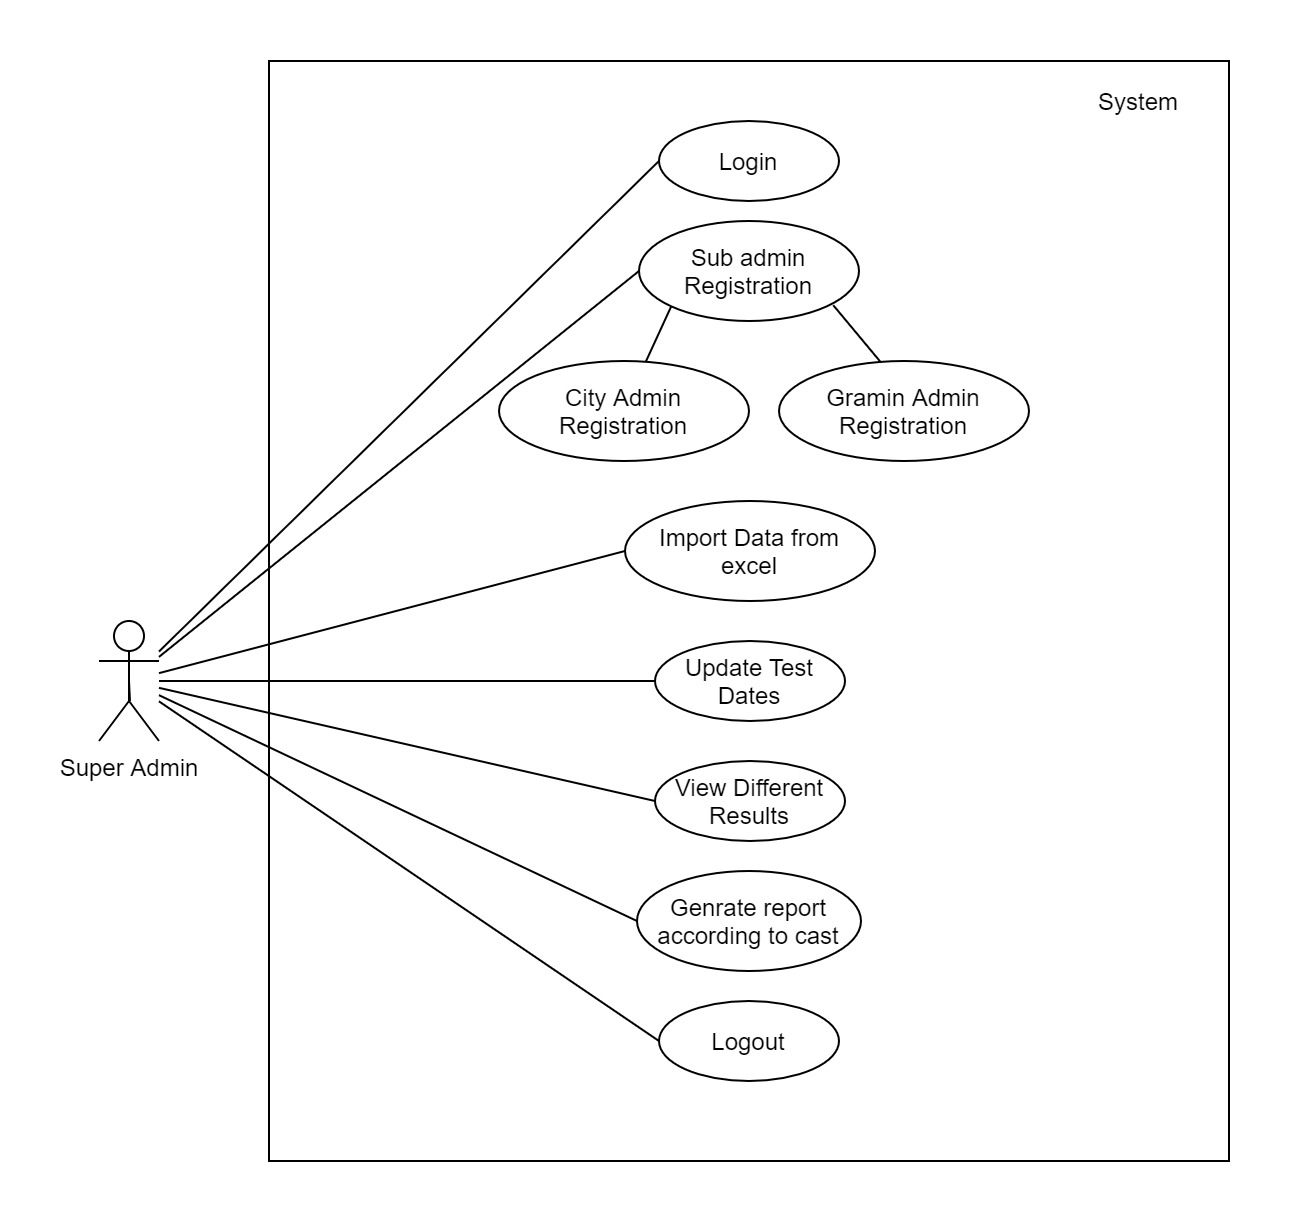 System
Login
Sub admin
Registration
City Admin
Registration
Gramin Admin
Registration
Import Data from
excel
Update Test
Dates
Super Admin
View Different
Results
Genrate report
according to cast
Logout